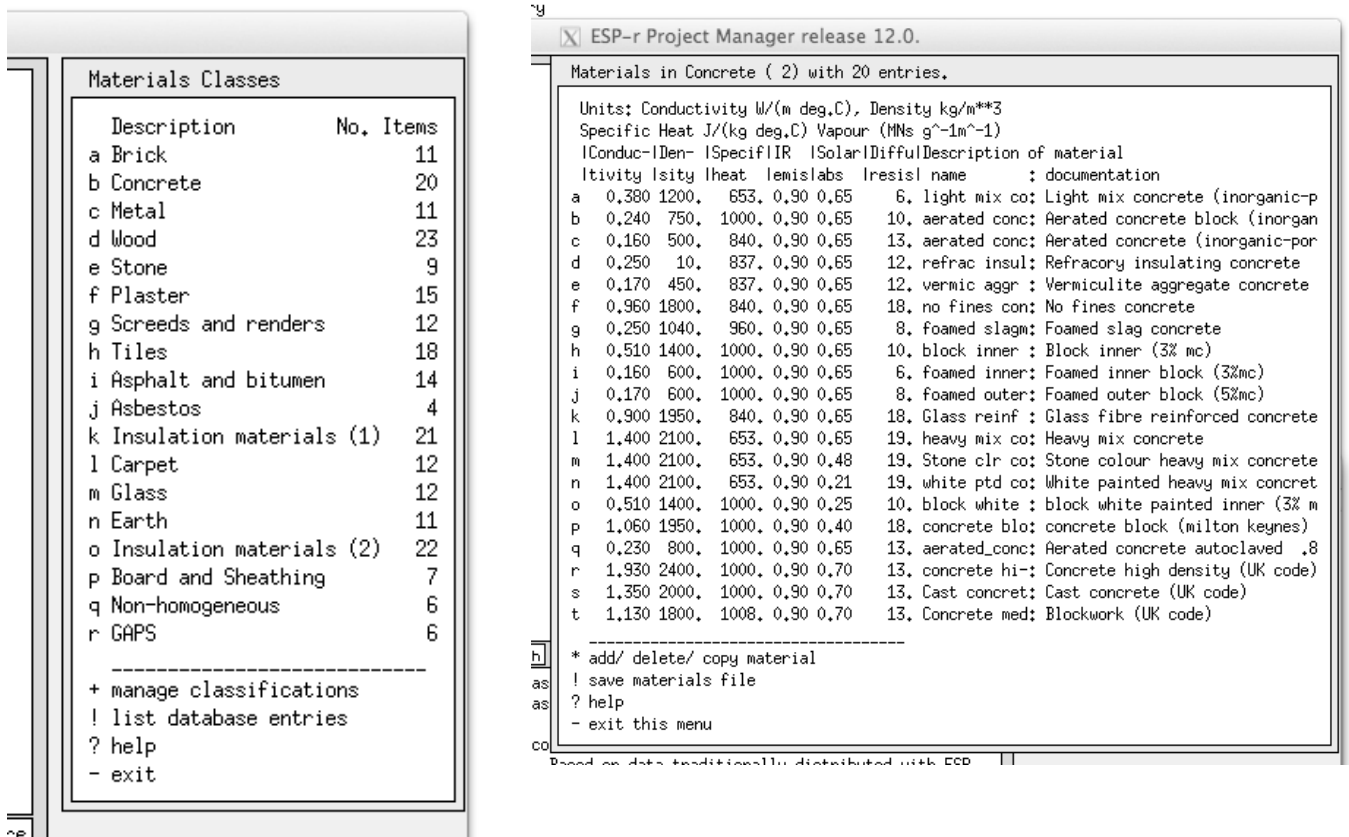 Materials Classes
Description No. Items
a Brick 11
b Concrete 20
c Metal 11
d Wood 23
e Stone 9
f Plaster 15
g Screeds and renders 12
h Tiles 18
i Asphalt and bitumen 14
j Asbestos 4
k Insulation materials (1) 21
l Carpet 12
m Glass 12
n Earth 11
o Insulation materials (2) 22
p Board and Sheathing 7
q Non-homogeneous 6
r GAPS 6
+ manage classifications
! list database entries
? help
- exit
ry
X ESP-r Project Manager release 12.0.
Materials in Concrete ( 2) with 20 entries.
Units: Conductivity W/(m deg.C), Density kg/m**3
Specific Heat J/(kg deg.C) Vapour (MNs g^-1m^-1)
|Conduc-|Den- |Specif|IR |Solar|Diffu|Description of material
|tivity |sity |heat |emis|abs |resis| name : documentation
a 0.380 1200. 653. 0.90 0.65 6. light mix co: Light mix concrete (inorganic-p
b 0.240 750. 1000. 0.90 0.65 10. aerated conc: Aerated concrete block (inorgan
c 0.160 500. 840. 0.90 0.65 13. aerated conc: Aerated concrete (inorganic-por
d 0.250 10. 837. 0.90 0.65 12. refrac insul: Refracory insulating concrete
e 0.170 450. 837. 0.90 0.65 12. vermic aggr : Vermiculite aggregate concrete
f 0.960 1800. 840. 0.90 0.65 18. no fines con: No fines concrete
g 0.250 1040. 960. 0.90 0.65 8. foamed slagm: Foamed slag concrete
h 0.510 1400. 1000. 0.90 0.65 10. block inner : Block inner (3% mc)
i 0.160 600. 1000. 0.90 0.65 6. foamed inner: Foamed inner block (3%mc)
j 0.170 600. 1000. 0.90 0.65 8. foamed outer: Foamed outer block (5%mc)
k 0.900 1950. 840. 0.90 0.65 18. Glass reinf : Glass fibre reinforced concrete
l 1.400 2100. 653. 0.90 0.65 19. heavy mix co: Heavy mix concrete
m 1.400 2100. 653. 0.90 0.48 19. Stone clr co: Stone colour heavy mix concrete
n 1.400 2100. 653. 0.90 0.21 19. white ptd co: White painted heavy mix concret
o 0.510 1400. 1000. 0.90 0.25 10. block white : block white painted inner (3% m
p 1.060 1950. 1000. 0.90 0.40 18. concrete blo: concrete block (milton keynes)
q 0.230 800. 1000. 0.90 0.65 13. aerated_conc: Aerated concrete autoclaved .8
r 1.930 2400. 1000. 0.90 0.70 13. concrete hi-: Concrete high density (UK code)
s 1.350 2000. 1000. 0.90 0.70 13. Cast concret: Cast concrete (UK code)
t 1.130 1800. 1008. 0.90 0.70 13. Concrete med: Blockwork (UK code)
h
* add/ delete/ copy material
as
! save materials file
as
? help
- exit this menu
co
Based on data traditionally distributed with ESP